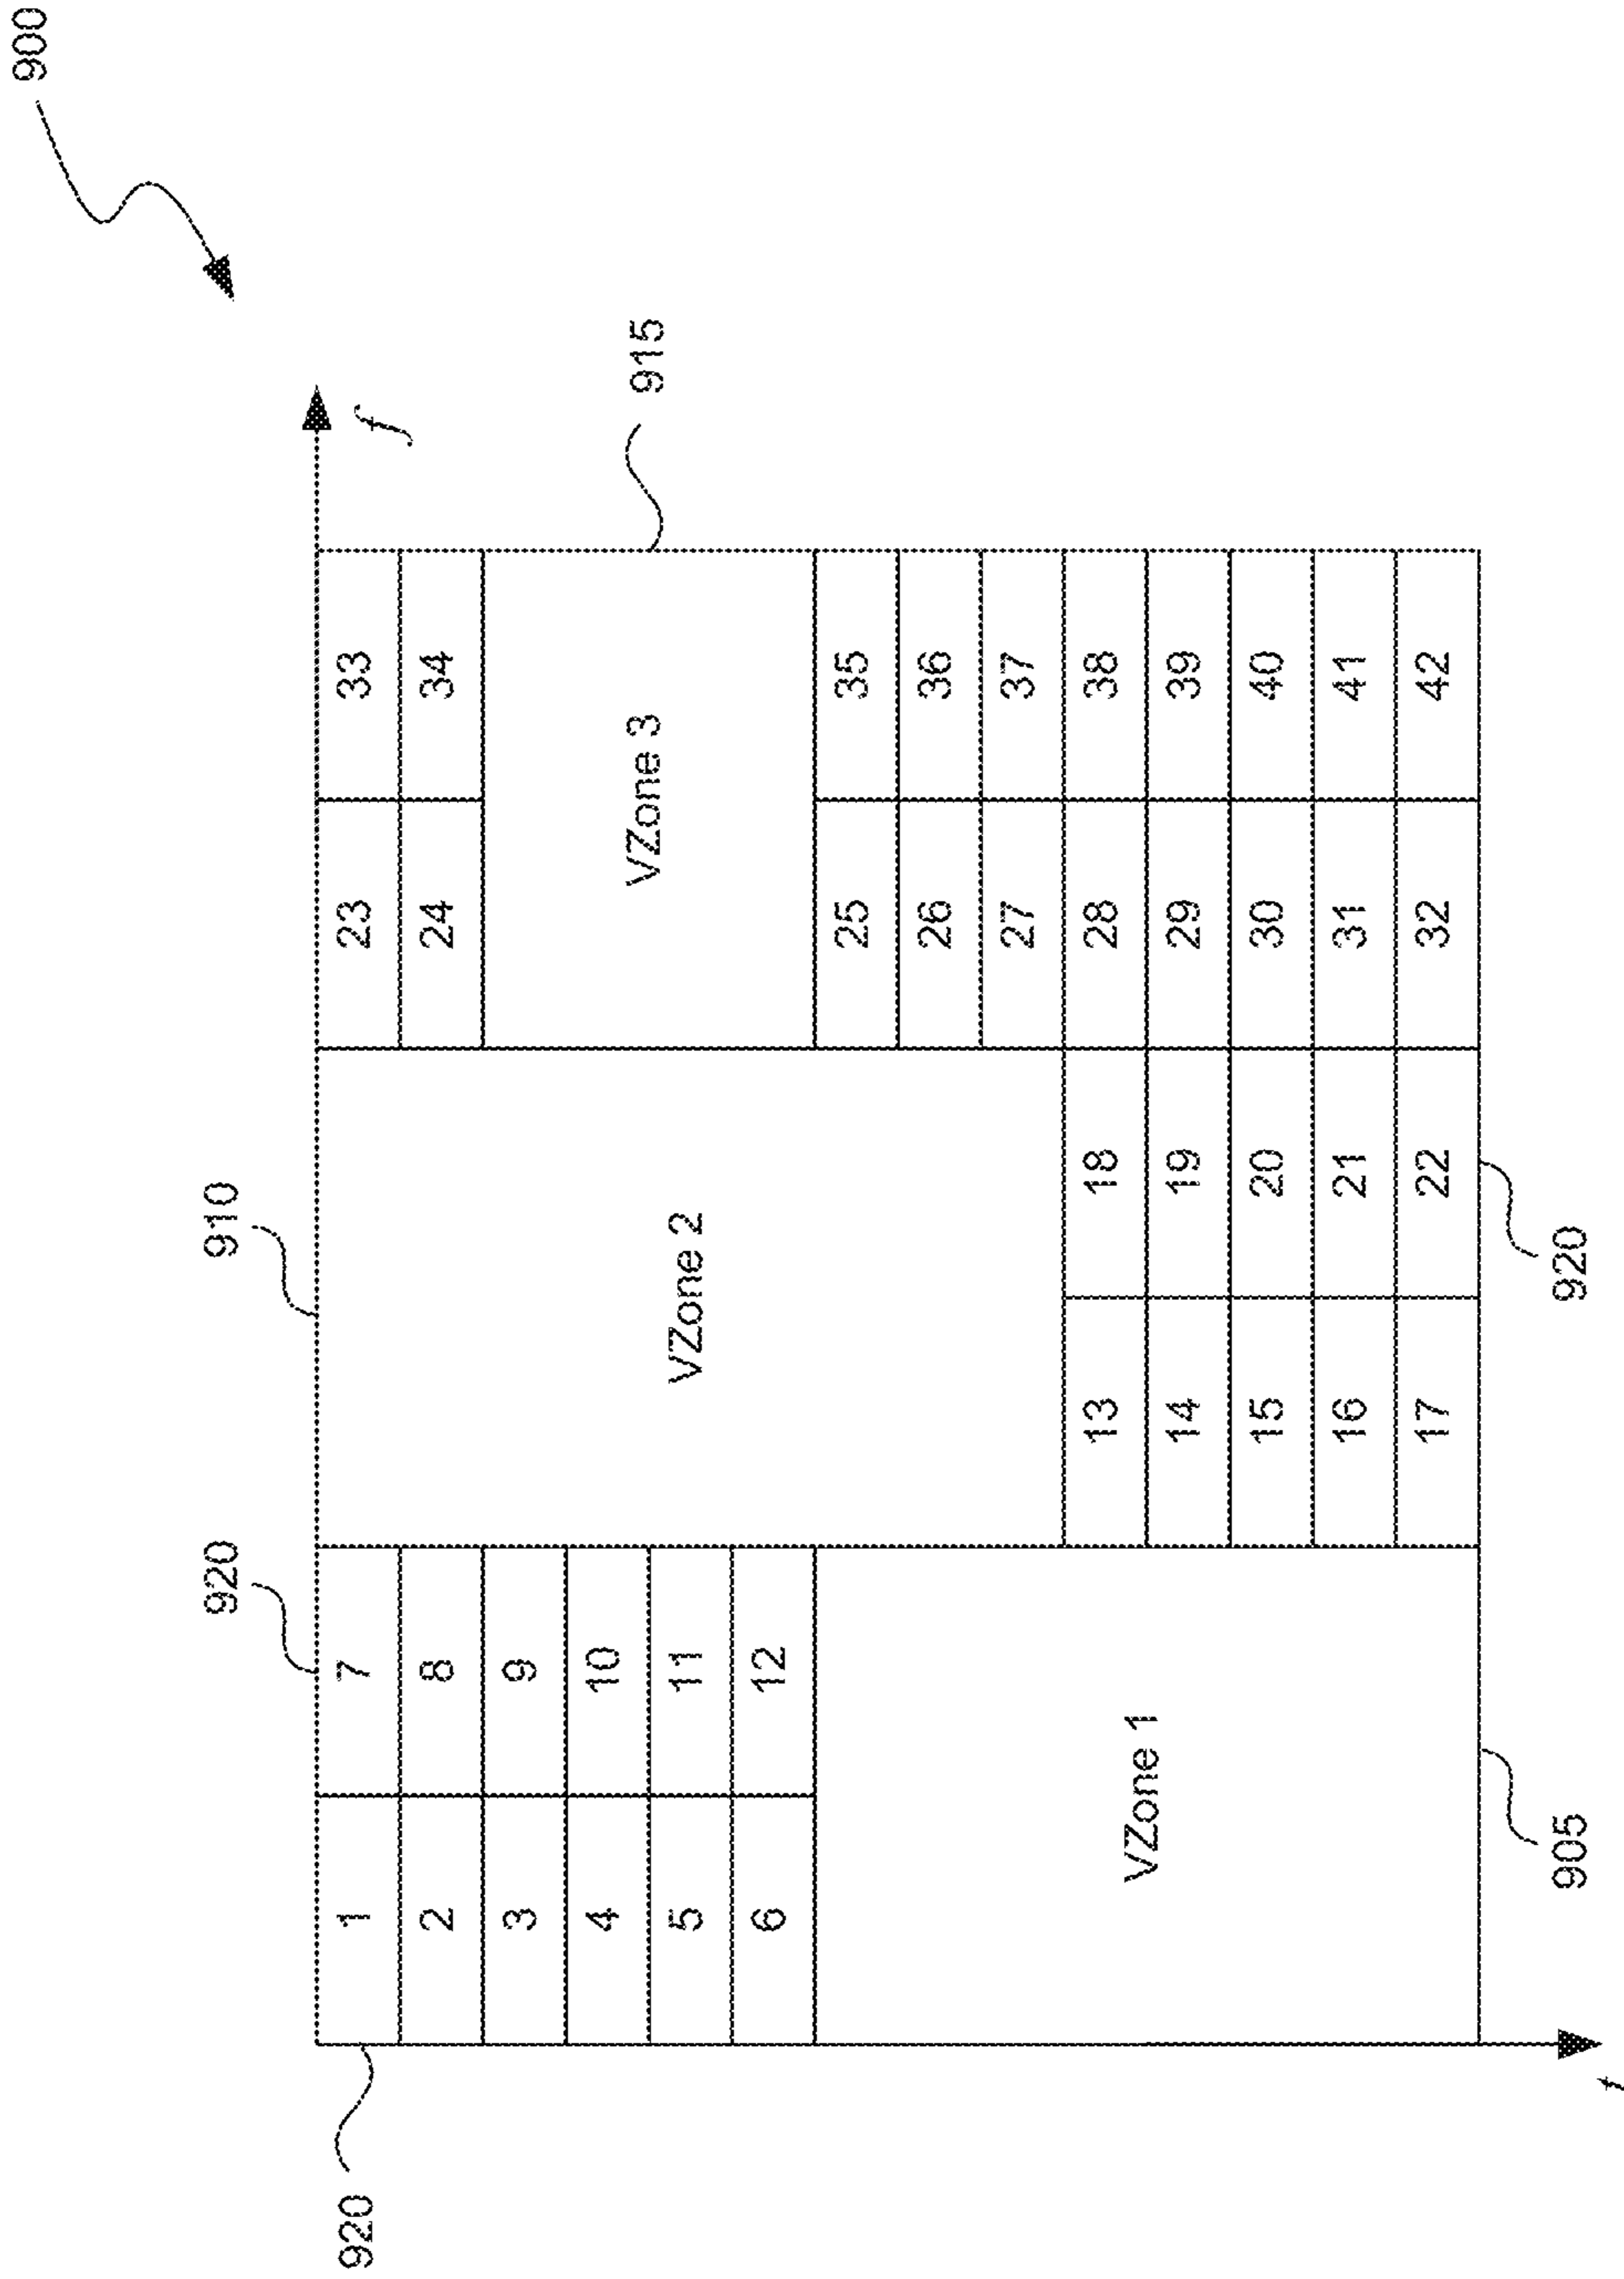 900
920 910
920 1 7 23 33
f
2 8 24 34
3 9
4 10
VZone 3 915
5 11 VZone 2
6 12
25 35
26 36
27 37
13 18 28 38
VZone 1
14 19 29 39
15 20 30 40
16 21 31 41
17 22 32 42
905 920
t